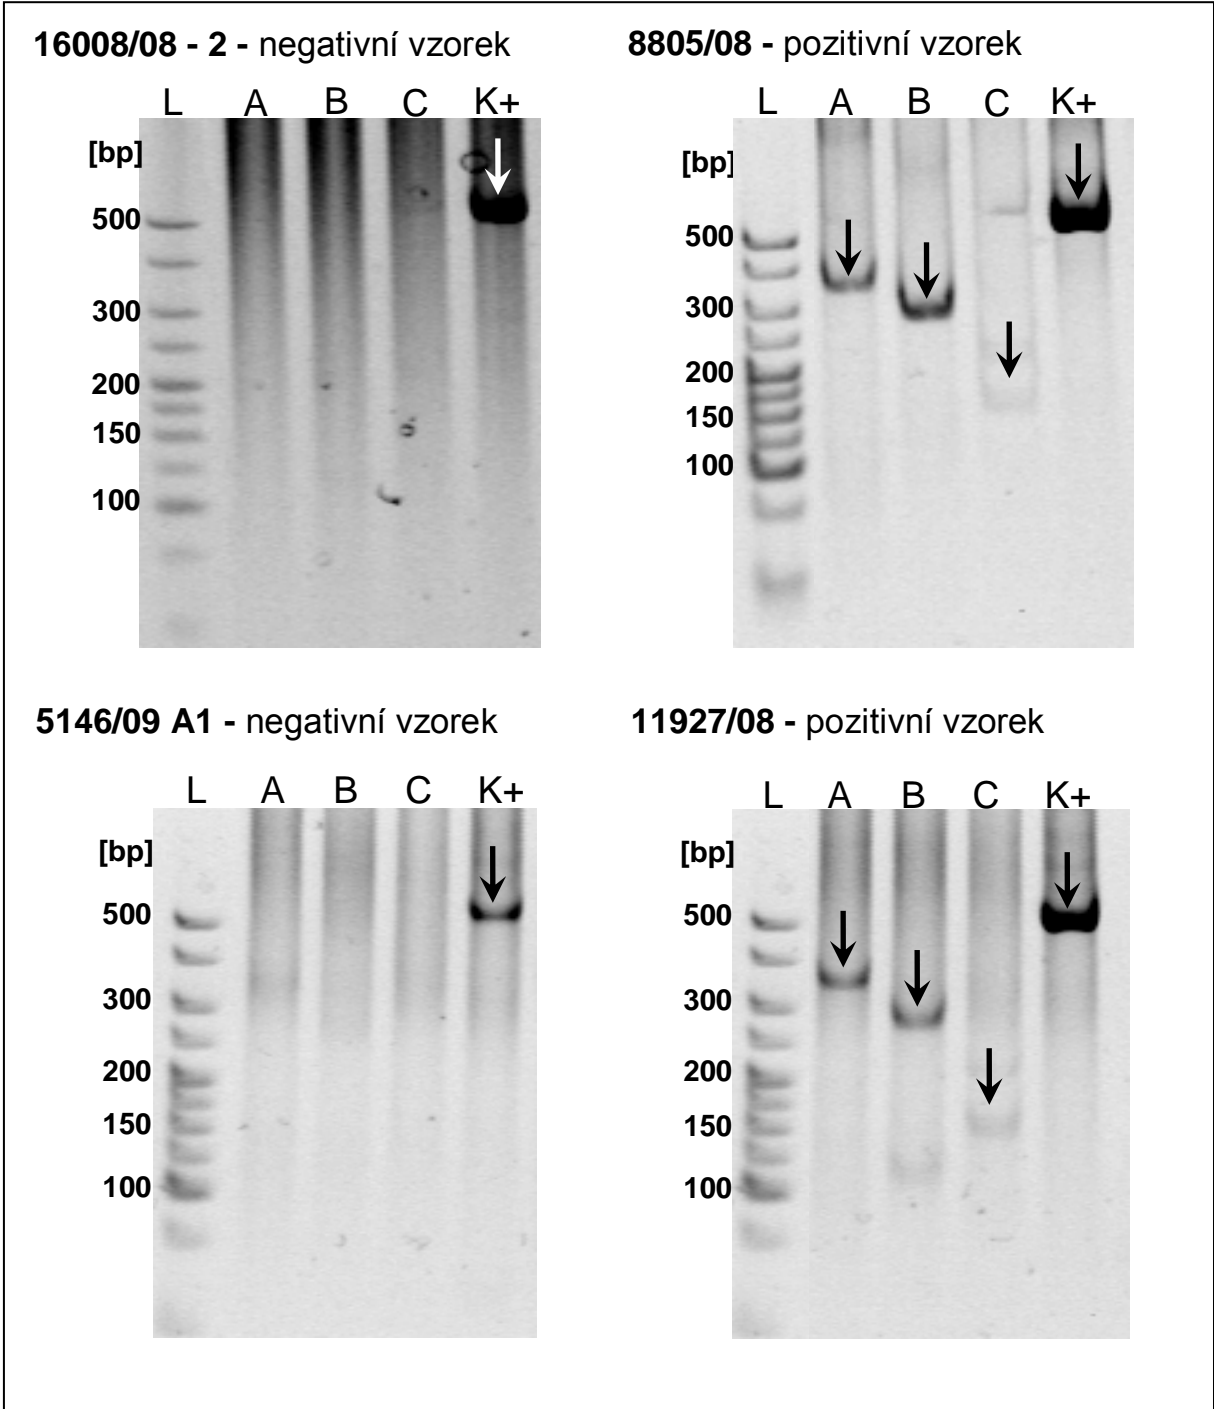 16008/08 - 2 - negativní vzorek
L A B C K+
[bp]
500
300
200
150
100
8805/08 - pozitivní vzorek
L A B C K+
[bp]
500
300
200
150
100
5146/09 A1 - negativní vzorek
L A B C K+
[bp]
500
300
200
150
100
11927/08 - pozitivní vzorek
L A B C K+
[bp]
500
300
200
150
100